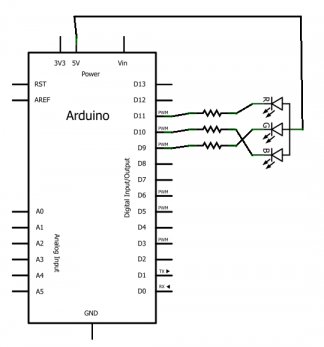 3V3 5V Vin
Power
RST
AREF
Arduino
D13
D12
D11 PWM
D10 PWM
D9 PWM
D8
D7
D6 PWM
D5 PWM
D4
D3 PWM
D2
D1 TX ►
D0 RX ◄
Digital Input/Output
A0
A1
A2
A3
A4
A5
Analog Input
GND
R
G
B